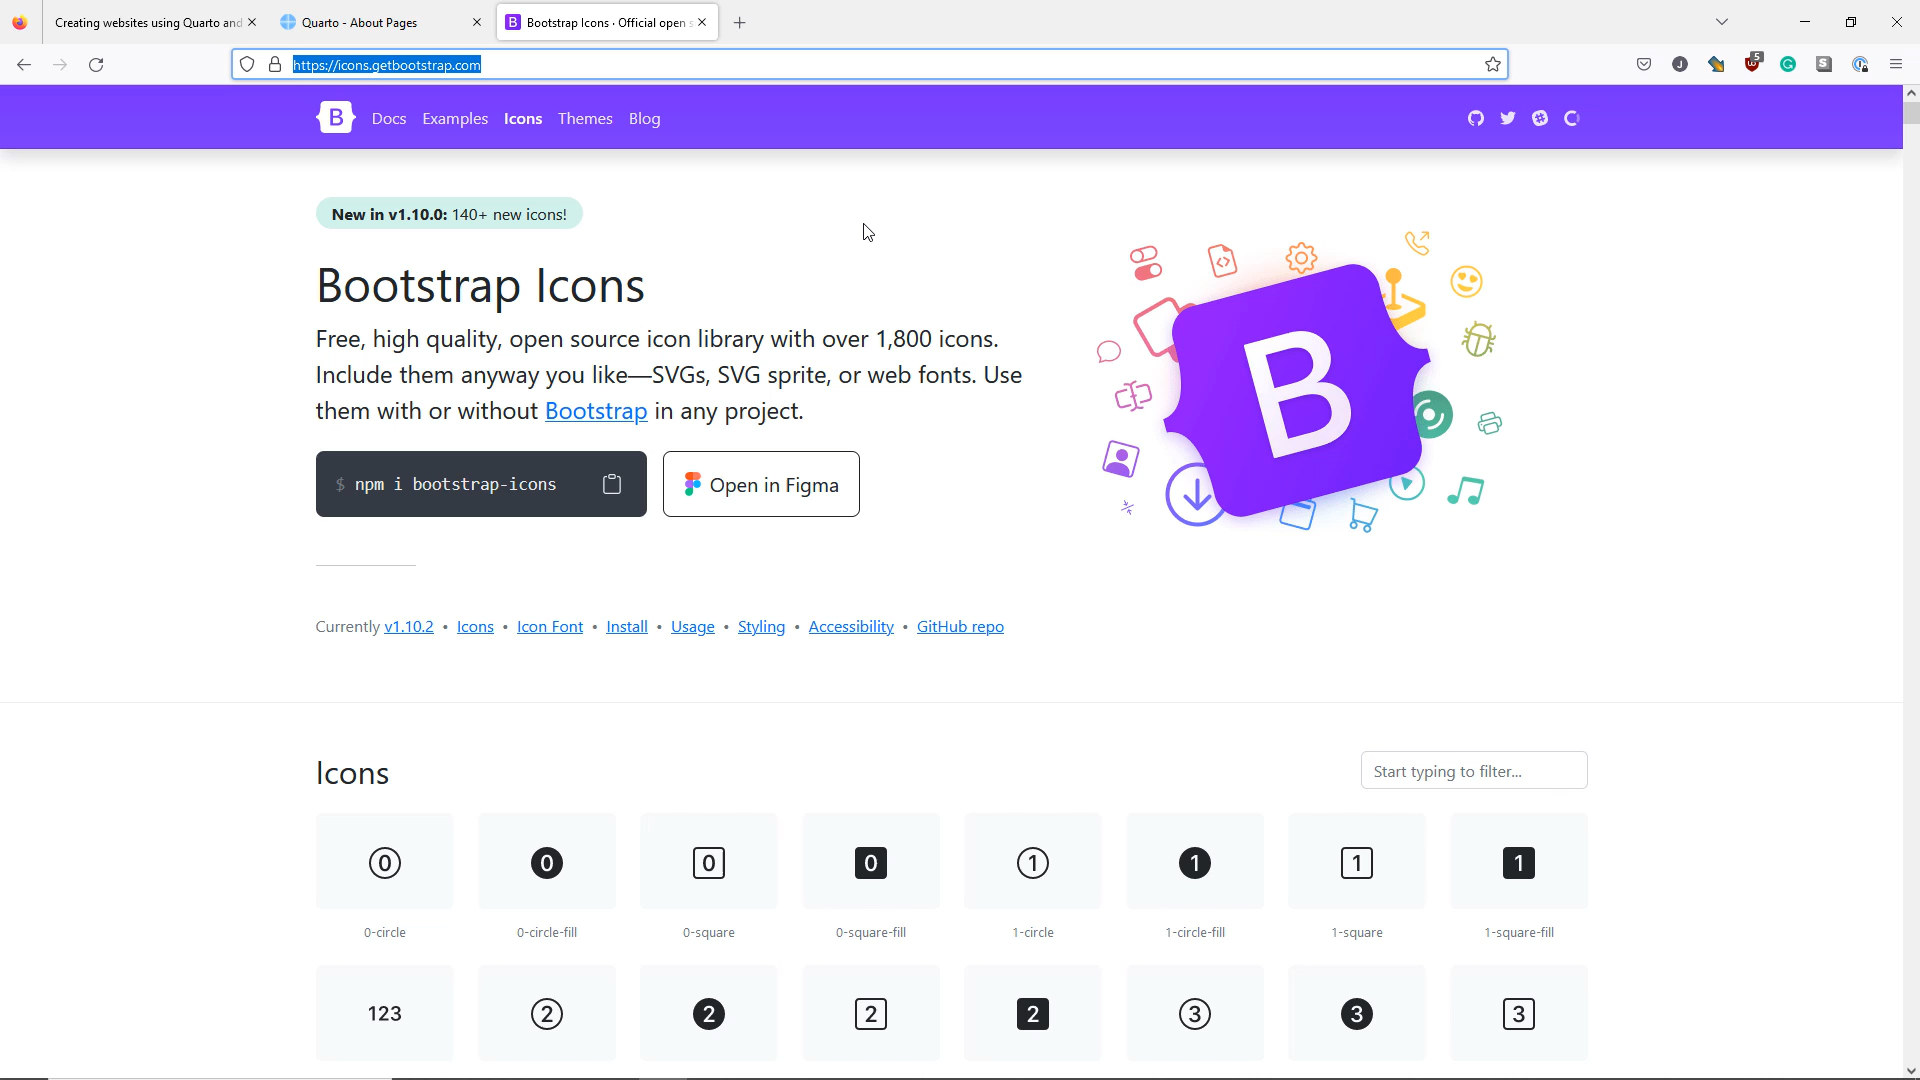 Creating websites using Quarto and
Quarto - About Pages
B
Bootstrap Icons · Official open s
https://icons.getbootstrap.com
J
5
G
S
B
Docs
Examples
Icons
Themes
Blog
New in v1.10.0: 140+ new icons!
Bootstrap Icons
Free, high quality, open source icon library with over 1,800 icons.
Include them anyway you like—SVGs, SVG sprite, or web fonts. Use
them with or without Bootstrap in any project.
$ npm i bootstrap-icons
Open in Figma
B
Currently v1.10.2 • Icons • Icon Font • Install • Usage • Styling • Accessibility • GitHub repo
Icons
Start typing to filter...
0 0 0 0 1 1 1 1
0-circle 0-circle-fill 0-square 0-square-fill 1-circle 1-circle-fill 1-square 1-square-fill
123 2 2 2 2 3 3 3